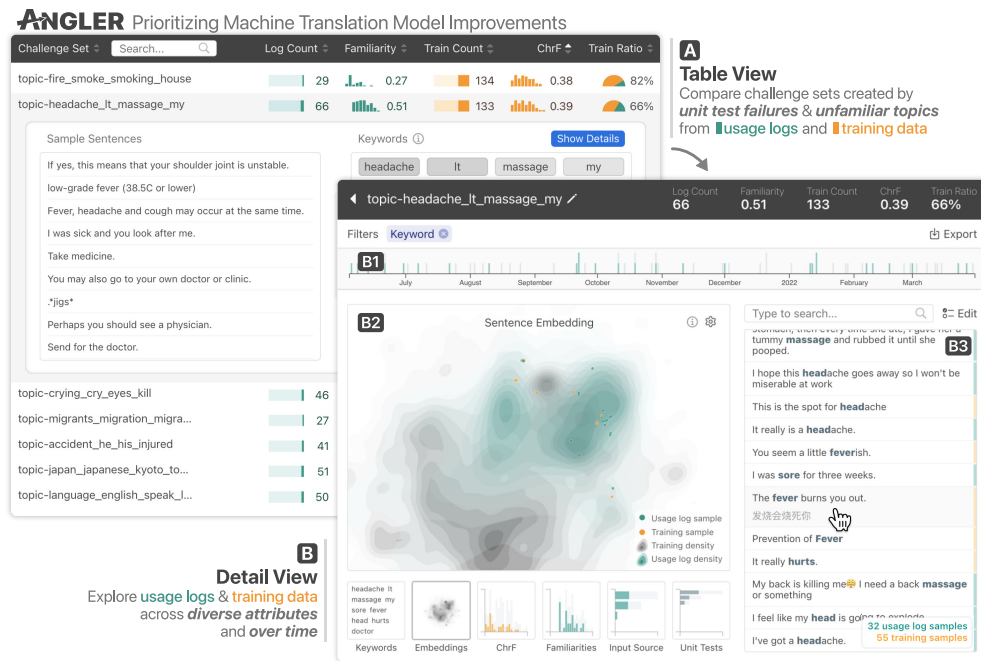 ANGLER Prioritizing Machine Translation Model Improvements
Challenge Set Search... Log Count Familiarity Train Count ChrF Train Ratio
topic-fire_smoke_smoking_house 29 0.27 134 0.38 82%
topic-headache_lt_massage_my 66 0.51 133 0.39 66%
Sample Sentences
If yes, this means that your shoulder joint is unstable.
low-grade fever (38.5C or lower)
Fever, headache and cough may occur at the same time.
I was sick and you look after me.
Take medicine.
You may also go to your own doctor or clinic.
.*jigs*
Perhaps you should see a physician.
Send for the doctor.
Keywords Show Details
headache lt massage my
topic-crying_cry_eyes_kill 46
topic-migrants_migration_migra... 27
topic-accident_he_his_injured 41
topic-japan_japanese_kyoto_to... 51
topic-language_english_speak_l... 50
A
Table View
Compare challenge sets created by
unit test failures & unfamiliar topics
from usage logs and training data
topic-headache_lt_massage_my
Log Count Familiarity Train Count ChrF Train Ratio
66 0.51 133 0.39 66%
Filters Keyword Export
B1
July August September October November December 2022 February March
B2
Sentence Embedding
Usage log sample
Training sample
Training density
Usage log density
Type to search... Edit
B3
stomach, then every time she ate, I gave her a
tummy massage and rubbed it until she
pooped.
I hope this headache goes away so I won't be
miserable at work
This is the spot for headache
It really is a headache.
You seem a little feverish.
I was sore for three weeks.
The fever burns you out.
发烧会烧死你
Prevention of Fever
It really hurts.
My back is killing me😤 I need a back massage
or something
I feel like my head is going to explode
I've got a headache.
32 usage log samples
55 training samples
headache lt
massage my
sore fever
head hurts
doctor
Keywords Embeddings ChrF Familiarities Input Source Unit Tests
B
Detail View
Explore usage logs & training data
across diverse attributes
and over time